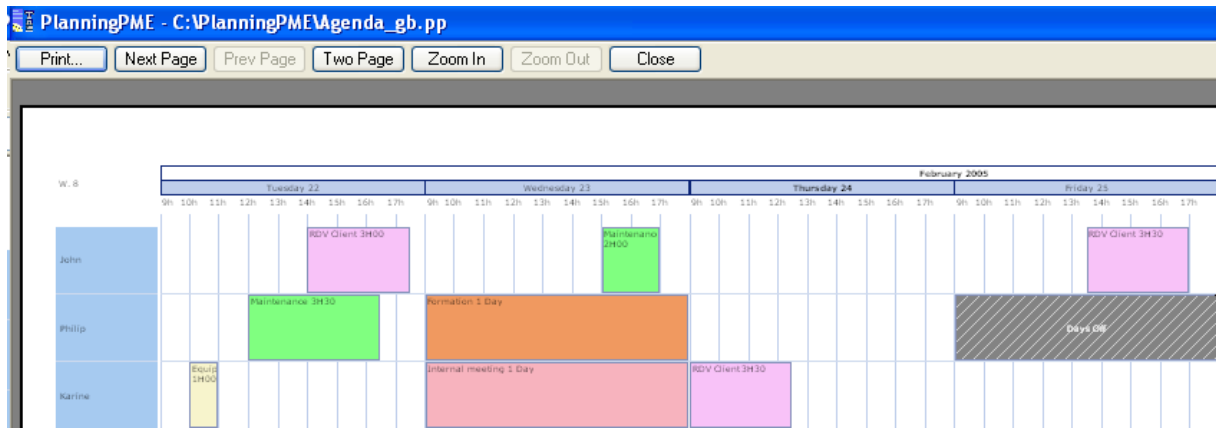 PlanningPME - C:\PlanningPME\Agenda_gb.pp
Print... Next Page Prev Page Two Page Zoom In Zoom Out Close
February 2005
W. 8
Tuesday 22 Wednesday 23 Thursday 24 Friday 25
9h 10h 11h 12h 13h 14h 15h 16h 17h 9h 10h 11h 12h 13h 14h 15h 16h 17h 9h 10h 11h 12h 13h 14h 15h 16h 17h 9h 10h 11h 12h 13h 14h 15h 16h 17h
John
RDV Client 3H00
Maintenanc
2H00
RDV Client 3H30
Philip
Maintenance 3H30
Formation 1 Day
Days Off
Karine
Equip
1H00
Internal meeting 1 Day
RDV Client 3H30